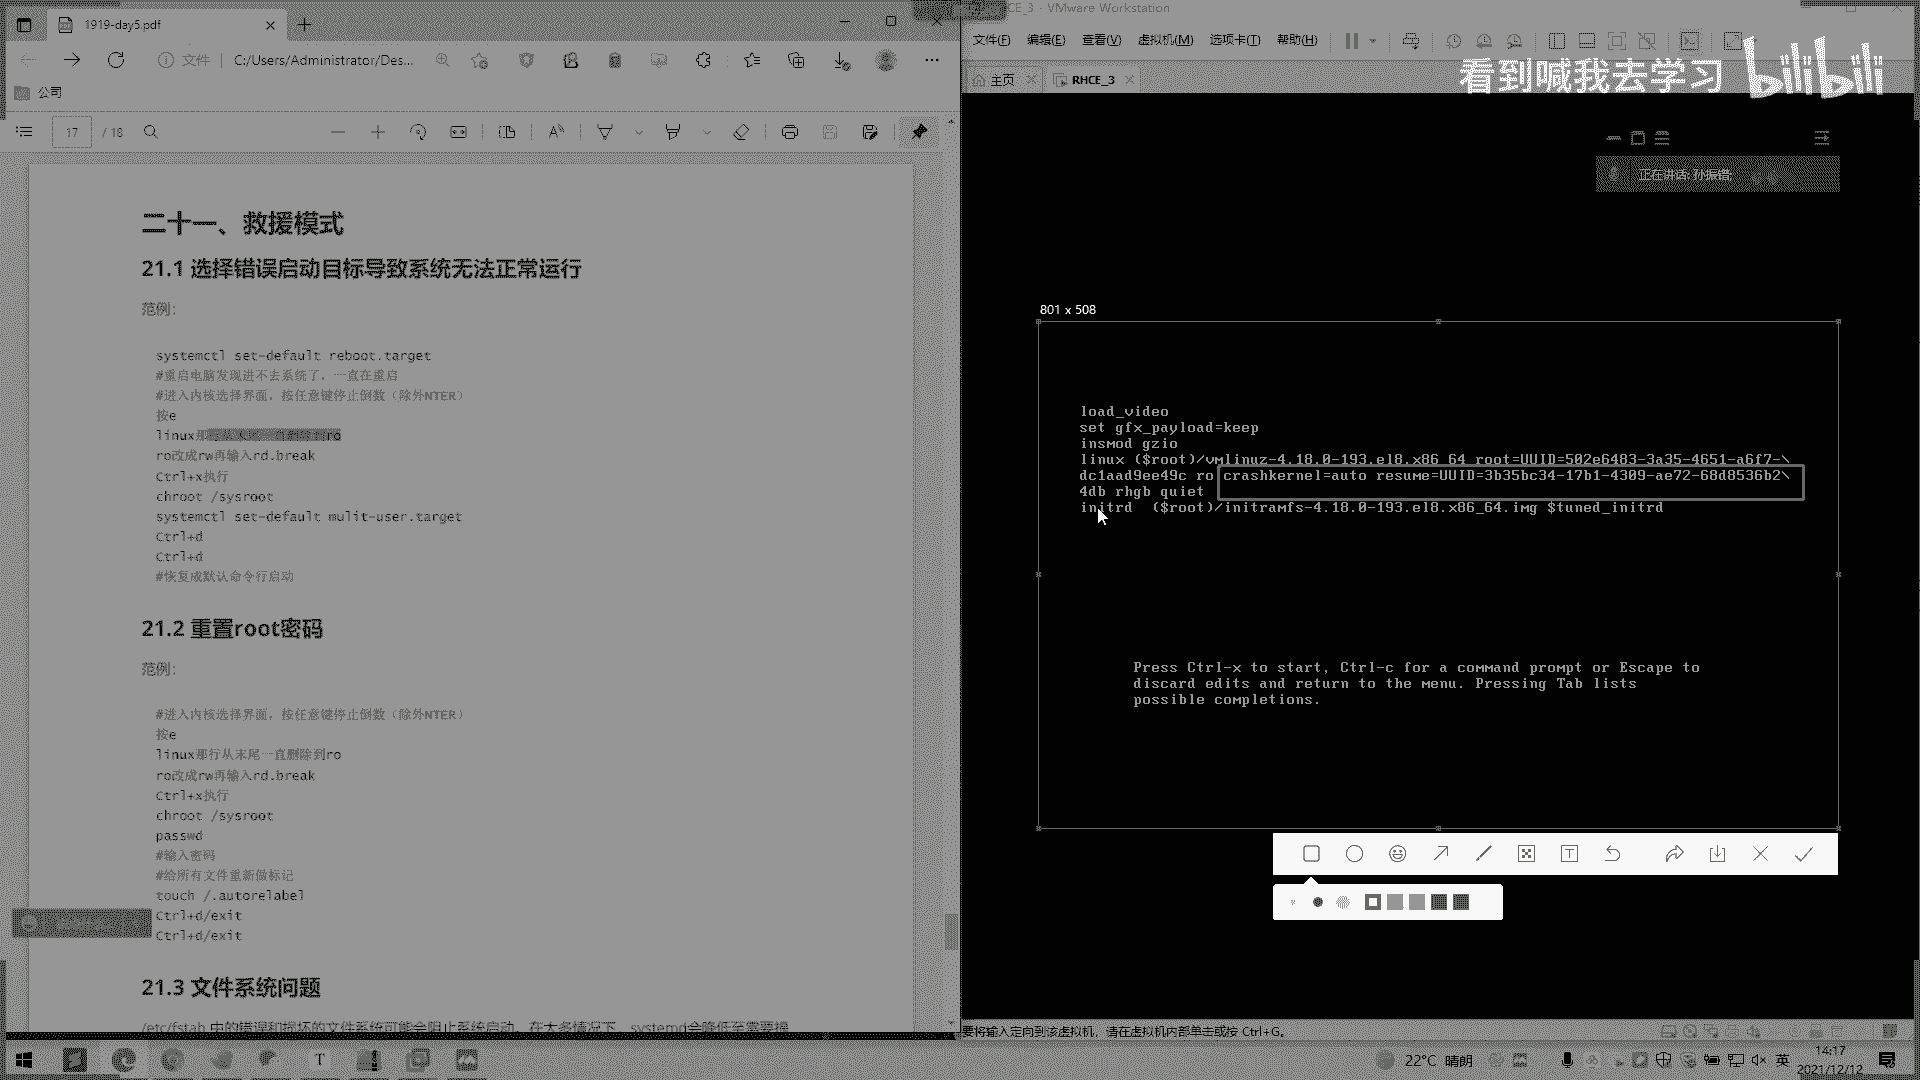 1919-day5.pdf
文件 C:/Users/Administrator/Des...
公司
17 / 18
二十一、救援模式
21.1 选择错误启动目标导致系统无法正常运行
范例:
systemctl set-default reboot.target
#重启电脑发现进不去系统了，一直在重启
#进入内核选择界面，按任意键停止倒数（除外NTER）
按e
linux那行从末尾一直删除到ro
ro改成rw再输入rd.break
Ctrl+x执行
chroot /sysroot
systemctl set-default mulit-user.target
Ctrl+d
Ctrl+d
#恢复成默认命令行启动
21.2 重置root密码
范例:
#进入内核选择界面，按任意键停止倒数（除外NTER）
按e
linux那行从末尾一直删除到ro
ro改成rw再输入rd.break
Ctrl+x执行
chroot /sysroot
passwd
#输入密码
#给所有文件重新做标记
touch /.autorelabel
Ctrl+d/exit
Ctrl+d/exit
21.3 文件系统问题
/etc/fstab 中的错误和损坏的文件系统可能会阻止系统启动。在大多情况下，systemd会降低至需要操
CE_3 - VMware Workstation
文件(F) 编辑(E) 查看(V) 虚拟机(M) 选项卡(T) 帮助(H)
主页 RHCE_3
看到喊我去学习 bilibili
正在讲话: 孙振锴;
801 x 508
load_video
set gfx_payload=keep
insmod gzio
linux ($root)/vmlinuz-4.18.0-193.el8.x86_64 root=UUID=502e6483-3a35-4651-a6f7-\
dc1aad9ee49c ro crashkernel=auto resume=UUID=3b35bc34-17b1-4309-ae72-68d8536b2\
4db rhgb quiet
initrd ($root)/initramfs-4.18.0-193.el8.x86_64.img $tuned_initrd
Press Ctrl-x to start, Ctrl-c for a command prompt or Escape to
discard edits and return to the menu. Pressing Tab lists
possible completions.
要将输入定向到该虚拟机，请在虚拟机内部单击或按 Ctrl+G。
22°C 晴朗
英
14:17
2021/12/12